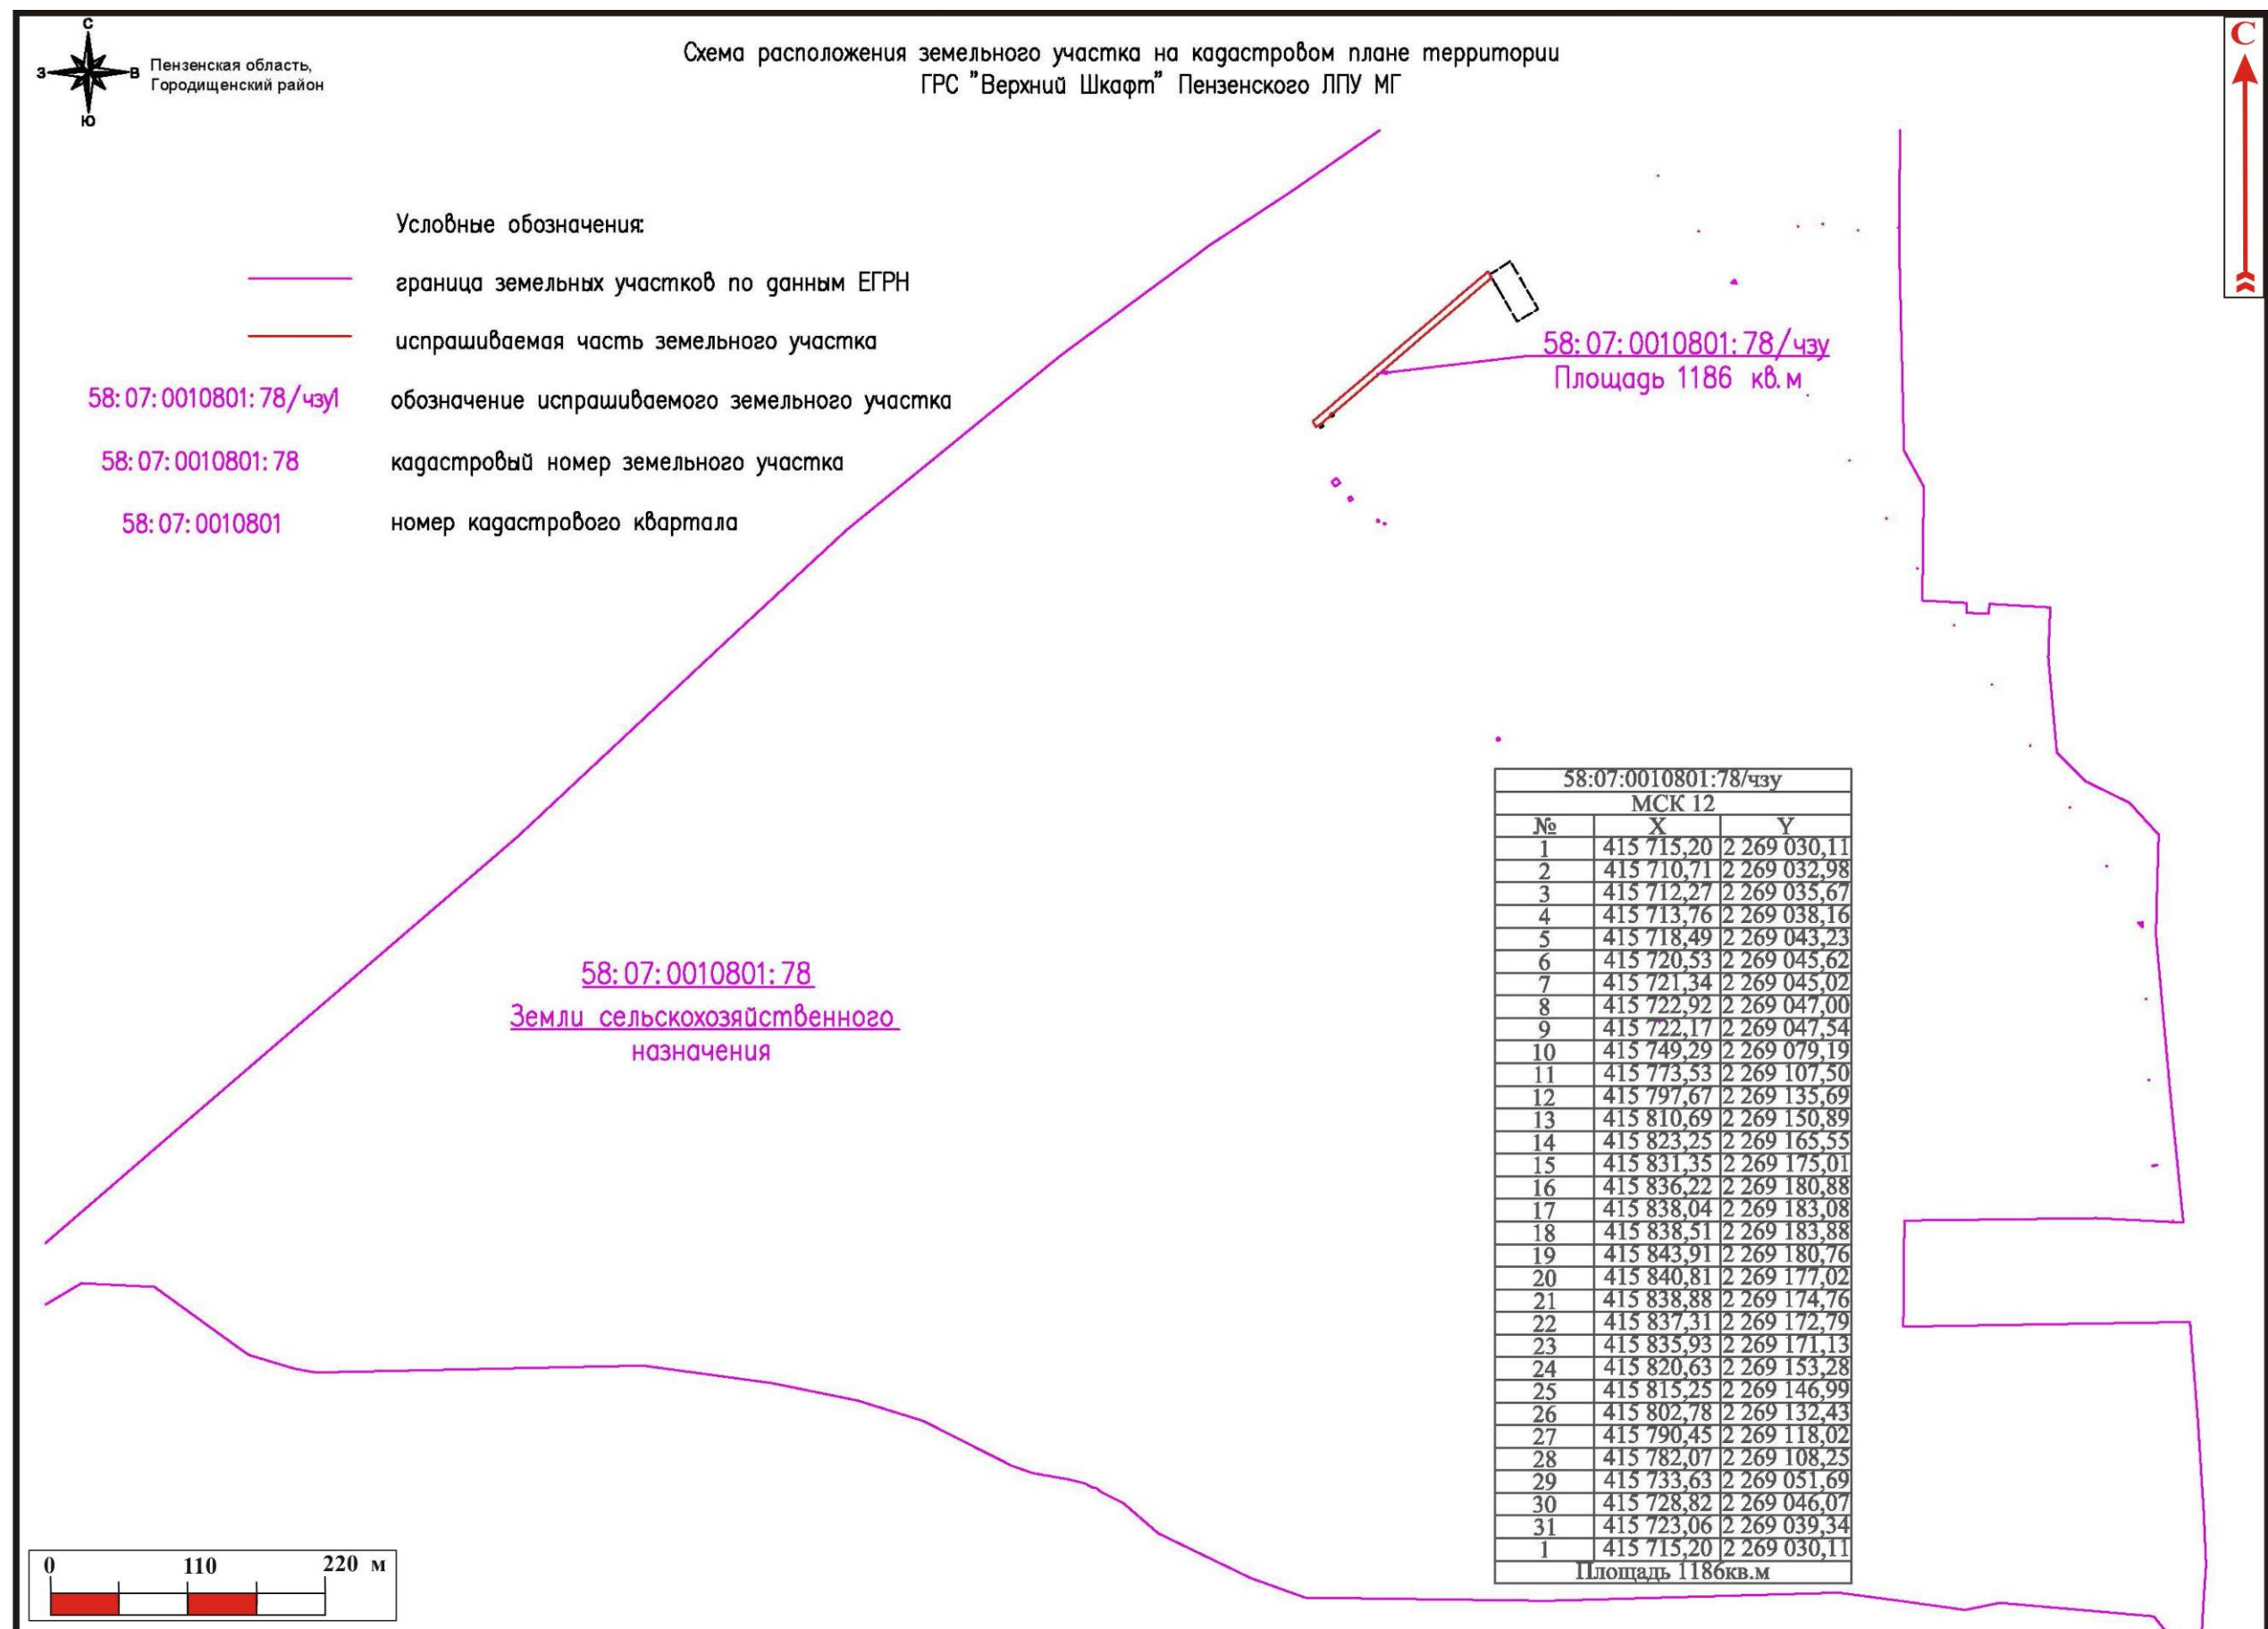 С
З
В
Ю
Пензенская область,
Городищенский район
Схема расположения земельного участка на кадастровом плане территории
ГРС "Верхний Шкафт" Пензенского ЛПУ МГ
С
Условные обозначения:
граница земельных участков по данным ЕГРН
испрашиваемая часть земельного участка
58:07:0010801:78/чзу1 обозначение испрашиваемого земельного участка
58:07:0010801:78 кадастровый номер земельного участка
58:07:0010801 номер кадастрового квартала
58:07:0010801:78/чзу
Площадь 1186 кв.м
58:07:0010801:78
Земли сельскохозяйственного
назначения
58:07:0010801:78/чзу
МСК 12
№ X Y
1 415 715,20 2 269 030,11
2 415 710,71 2 269 032,98
3 415 712,27 2 269 035,67
4 415 713,76 2 269 038,16
5 415 718,49 2 269 043,23
6 415 720,53 2 269 045,62
7 415 721,34 2 269 045,02
8 415 722,92 2 269 047,00
9 415 722,17 2 269 047,54
10 415 749,29 2 269 079,19
11 415 773,53 2 269 107,50
12 415 797,67 2 269 135,69
13 415 810,69 2 269 150,89
14 415 823,25 2 269 165,55
15 415 831,35 2 269 175,01
16 415 836,22 2 269 180,88
17 415 838,04 2 269 183,08
18 415 838,51 2 269 183,88
19 415 843,91 2 269 180,76
20 415 840,81 2 269 177,02
21 415 838,88 2 269 174,76
22 415 837,31 2 269 172,79
23 415 835,93 2 269 171,13
24 415 820,63 2 269 153,28
25 415 815,25 2 269 146,99
26 415 802,78 2 269 132,43
27 415 790,45 2 269 118,02
28 415 782,07 2 269 108,25
29 415 733,63 2 269 051,69
30 415 728,82 2 269 046,07
31 415 723,06 2 269 039,34
1 415 715,20 2 269 030,11
Площадь 1186кв.м
0 110 220 м